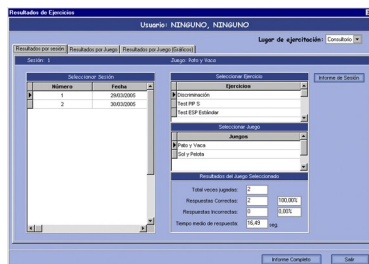 Resultados de Ejercicios
Usuario: NINGUNO, NINGUNO
Lugar de ejercitación: Consultorio
Resultados por sesión Resultados por Juego Resultados por Juego (Gráficos)
Sesión: 1 Juego: Pato y Vaca
Seleccionar Sesión
Número Fecha
1 29/03/2005
2 30/03/2005
Seleccionar Ejercicio
Ejercicios
Discriminación
Test PIP S
Test ESP Estándar
Seleccionar Juego
Juegos
Pato y Vaca
Sol y Pelota
Resultados del Juego Seleccionado
Total veces jugadas: 2
Respuestas Correctas: 2 100,00%
Respuestas Incorrectas: 0 0,00%
Tiempo medio de respuesta: 16,49 seg.
Informe de Sesión
Informe Completo Salir